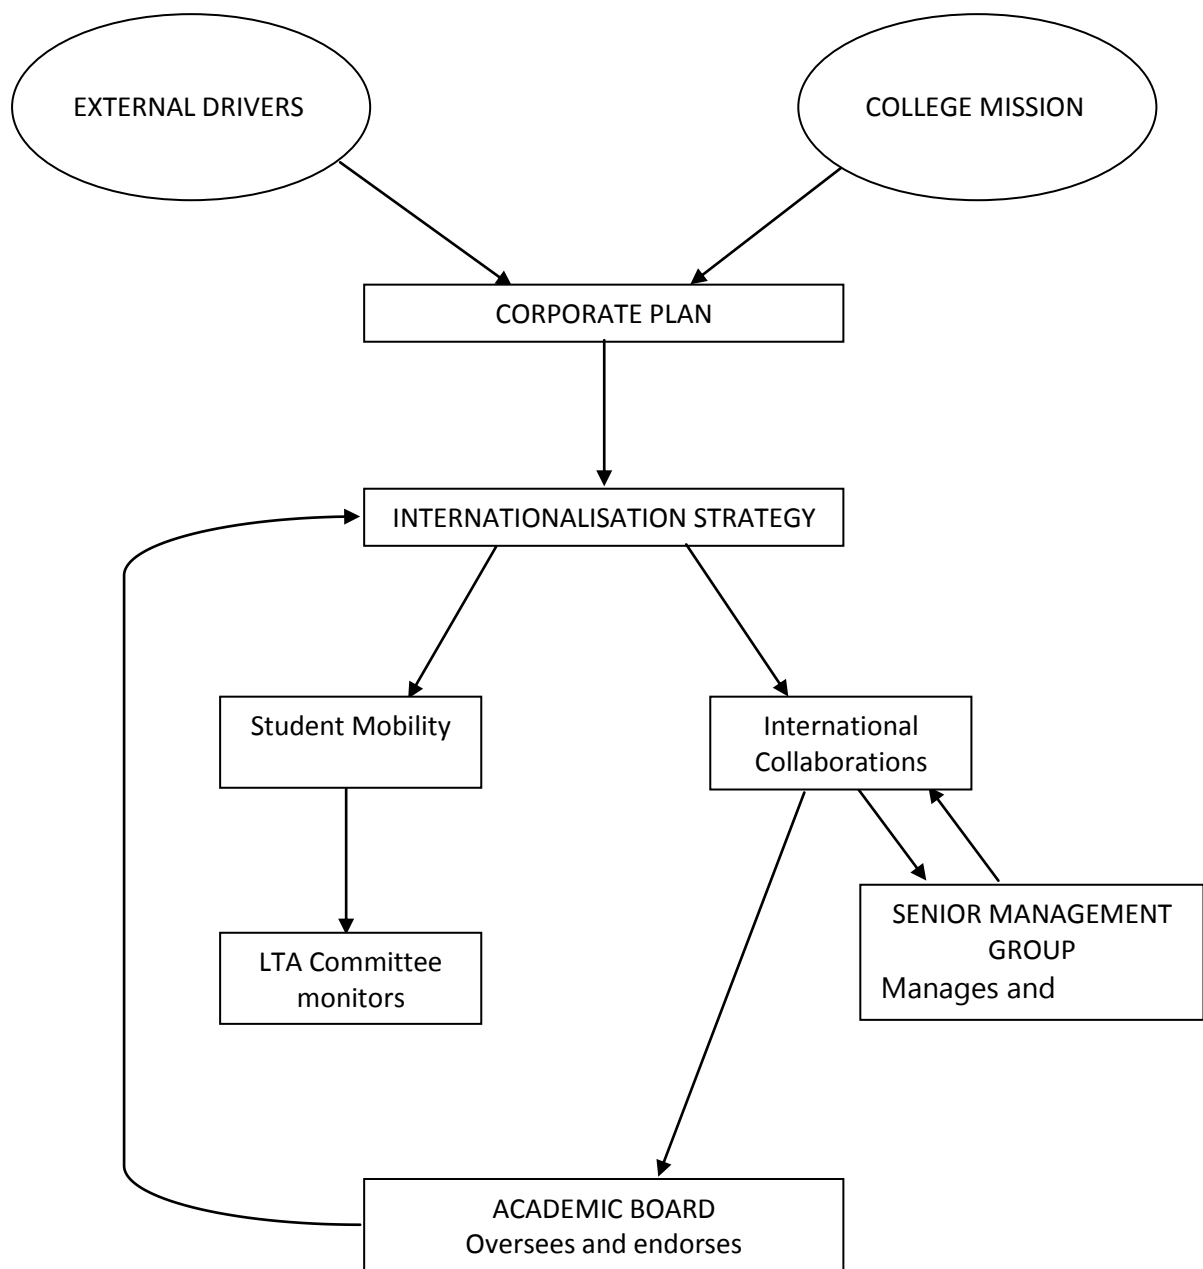 EXTERNAL DRIVERS
COLLEGE MISSION
CORPORATE PLAN
INTERNATIONALISATION STRATEGY
Student Mobility
International
Collaborations
LTA Committee
monitors
SENIOR MANAGEMENT
GROUP
Manages and
ACADEMIC BOARD
Oversees and endorses